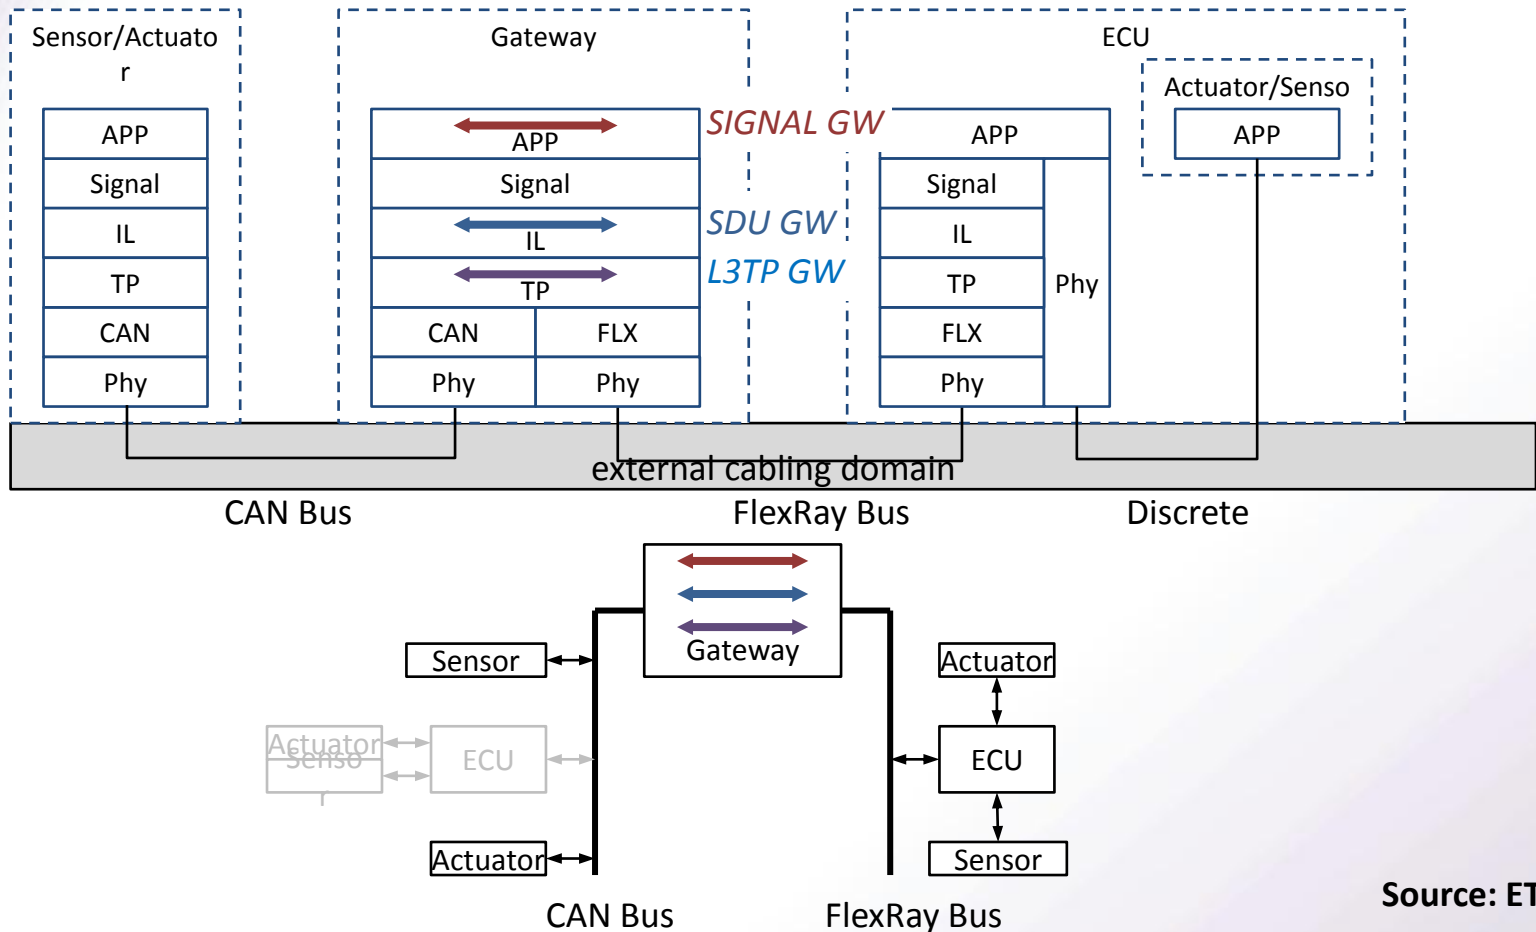 Sensor/Actuato
r
APP
Signal
IL
TP
CAN
Phy
Gateway
APP
Signal
IL
TP
CAN
FLX
Phy
Phy
SIGNAL GW
SDU GW
L3TP GW
ECU
APP
Signal
IL
TP
FLX
Phy
Phy
Actuator/Senso
APP
external cabling domain
CAN Bus
FlexRay Bus
Discrete
Gateway
Sensor
Actuator
Senso
r
ECU
Actuator
Actuator
ECU
Sensor
CAN Bus
FlexRay Bus
Source: ET